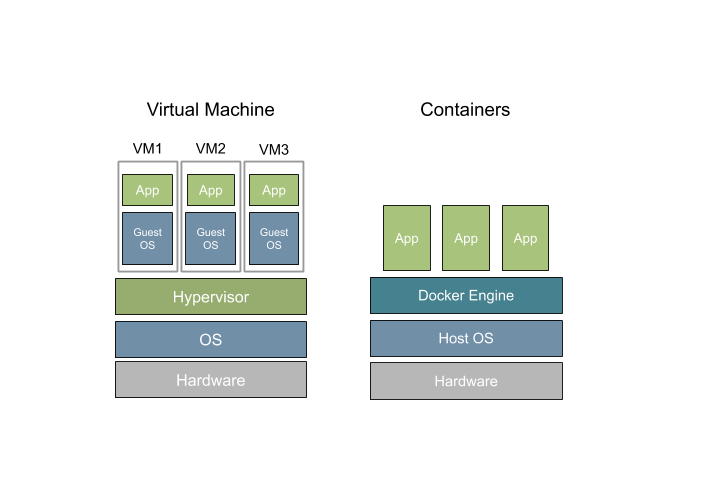 Virtual Machine
VM1 VM2 VM3
App App App
Guest OS Guest OS Guest OS
Hypervisor
OS
Hardware
Containers
App App App
Docker Engine
Host OS
Hardware